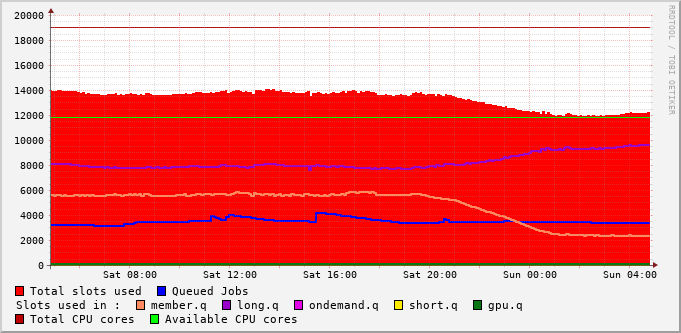 20000
18000
16000
14000
12000
10000
8000
6000
4000
2000
0
Sat 08:00 Sat 12:00 Sat 16:00 Sat 20:00 Sun 00:00 Sun 04:00
Total slots used Queued Jobs
Slots used in : member.q long.q ondemand.q short.q gpu.q
Total CPU cores Available CPU cores
RRDTOOL / TOBI OETIKER